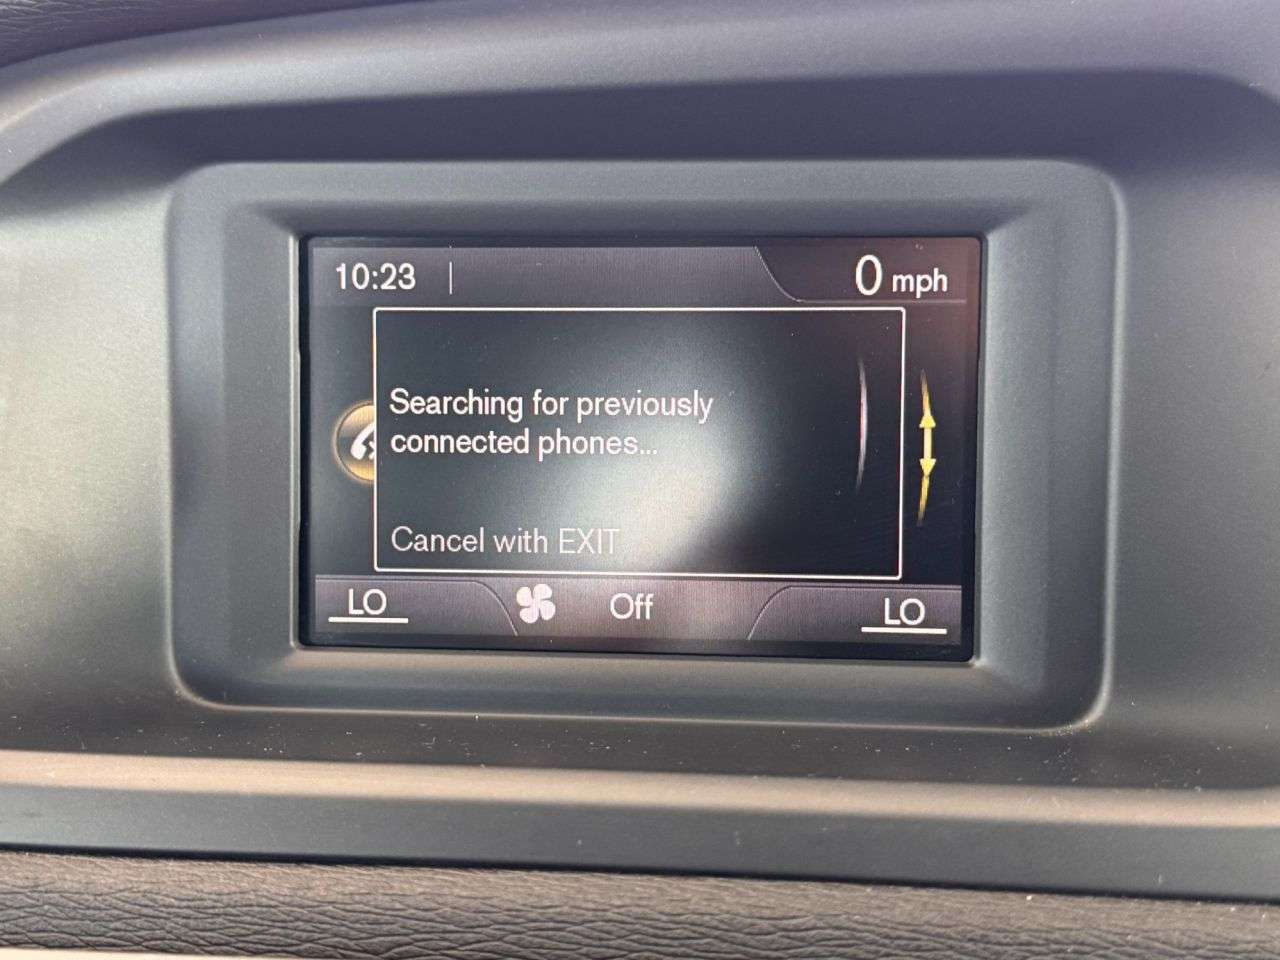 10:23
0 mph
Searching for previously
connected phones...
Cancel with EXIT
LO
Off
LO